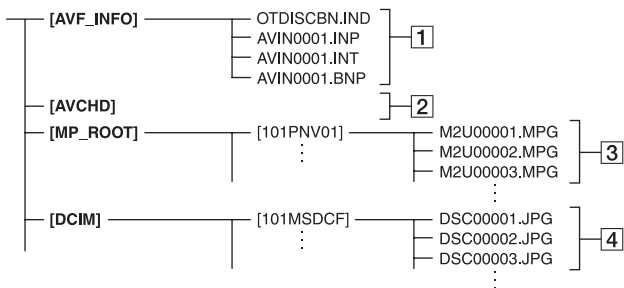 [AVF_INFO] OTDISCBN.IND
AVIN0001.INP 1
AVIN0001.INT
AVIN0001.BNP
[AVCHD] 2
[MP_ROOT] [101PNV01] M2U00001.MPG
M2U00002.MPG 3
M2U00003.MPG
[DCIM] [101MSDCF] DSC00001.JPG
DSC00002.JPG 4
DSC00003.JPG